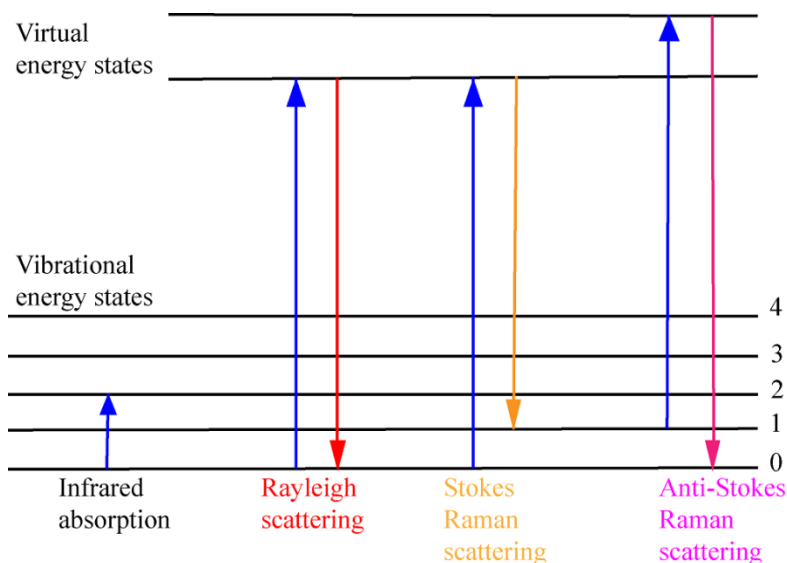 Virtual
energy states
Vibrational
energy states
4
3
2
1
0
Infrared
absorption
Rayleigh
scattering
Stokes
Raman
scattering
Anti-Stokes
Raman
scattering